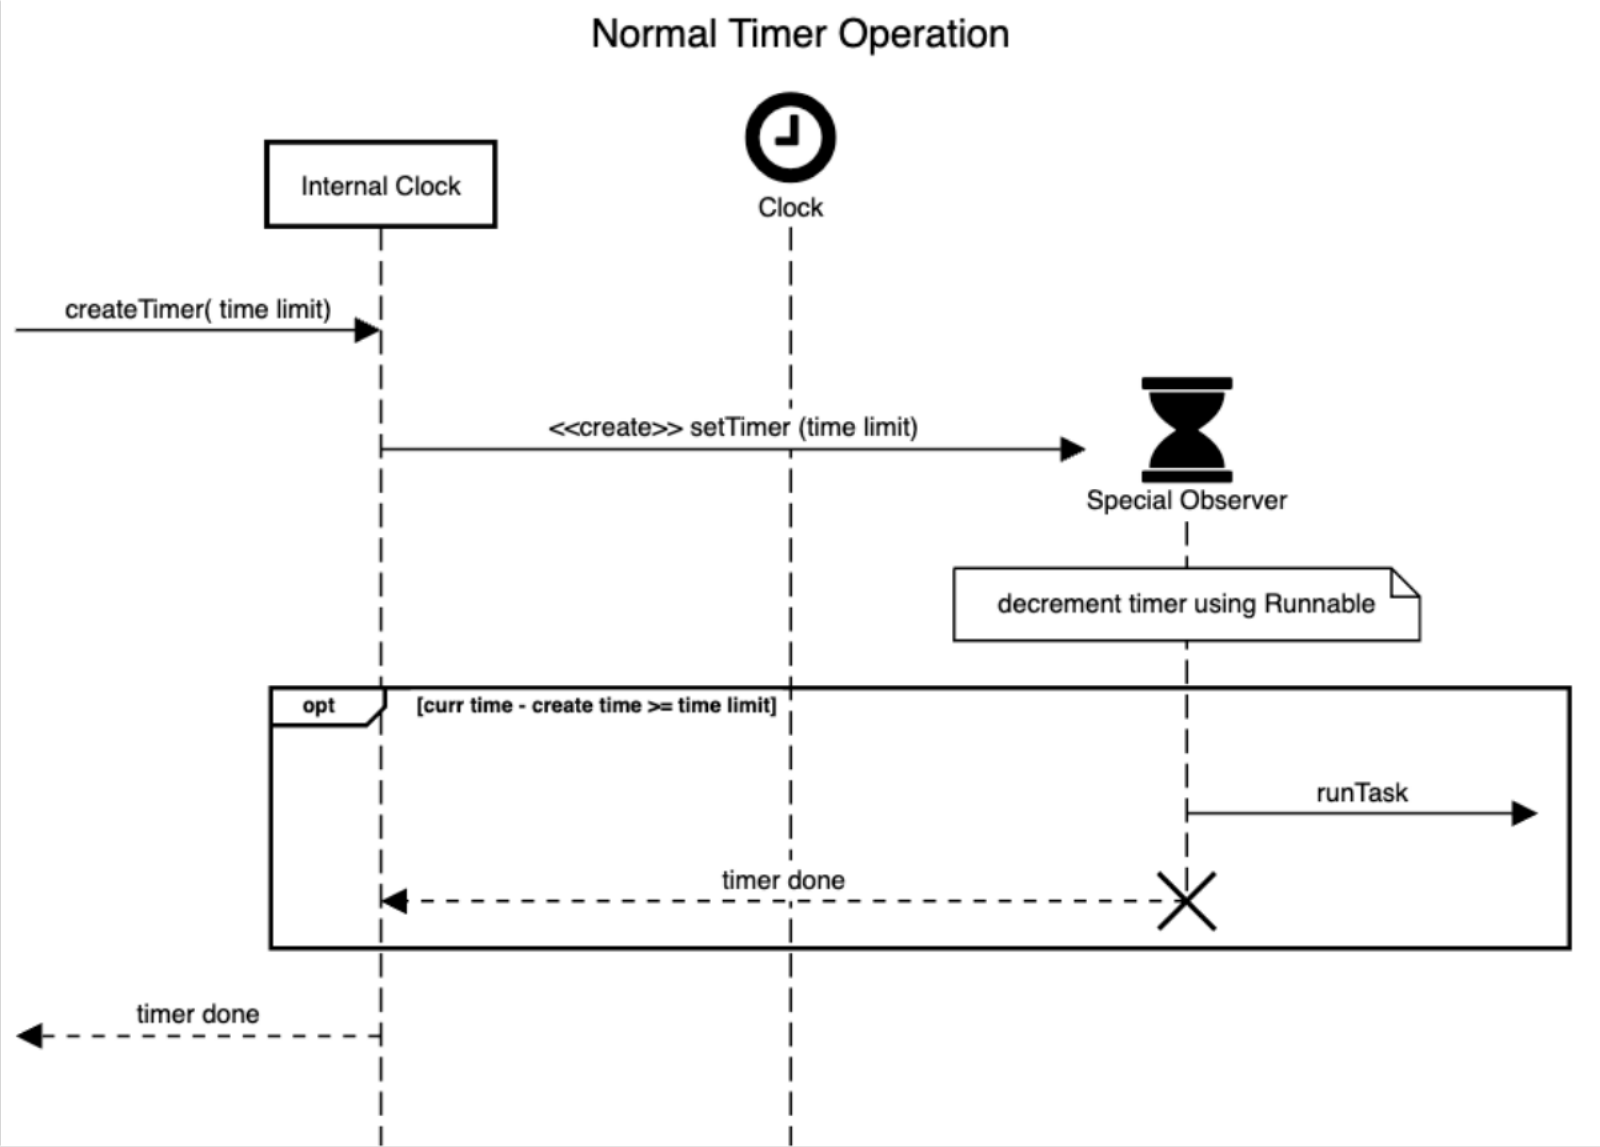 Normal Timer Operation
Internal Clock
Clock
createTimer( time limit)
<<create>> setTimer (time limit)
Special Observer
decrement timer using Runnable
opt
[curr time - create time >= time limit]
runTask
timer done
timer done